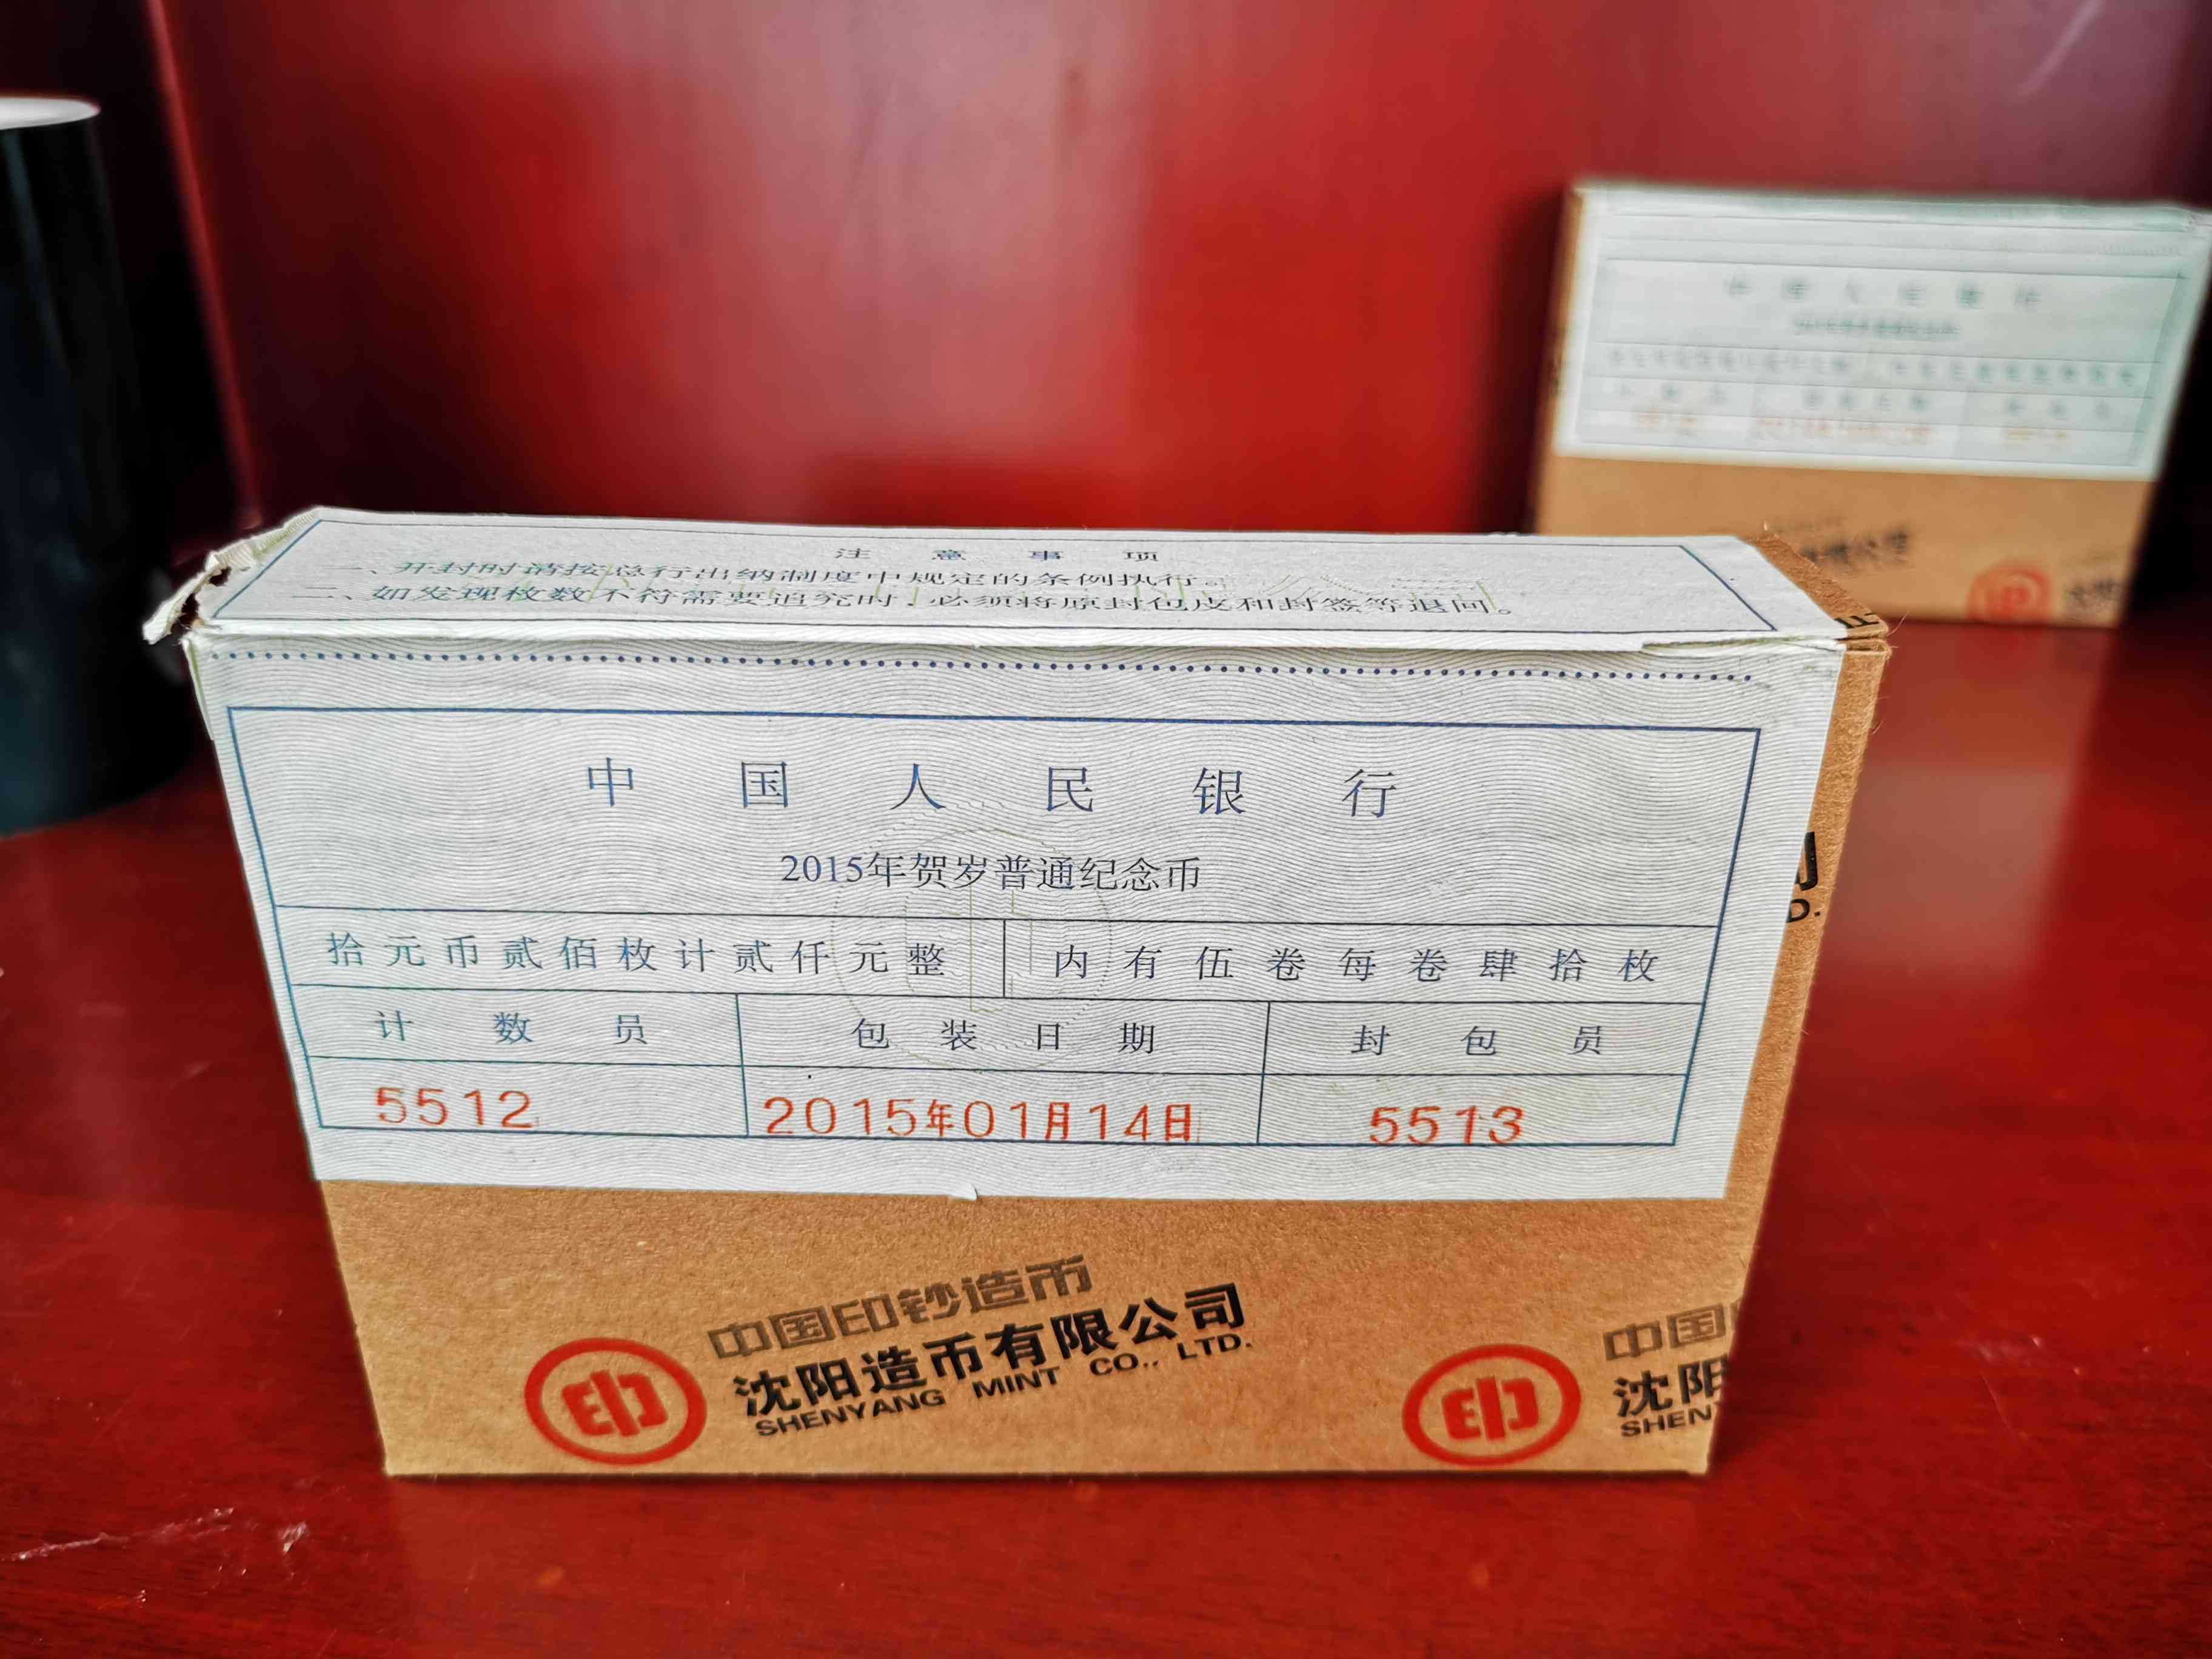 注意事项
一、开封时请按总行出纳制度中规定的条例执行。
二、如发现枚数不符需要追究时，必须将原封包皮和封签等退回。
中国人民银行
2015年贺岁普通纪念币
拾元币贰佰枚计贰仟元整 内有伍卷每卷肆拾枚
计数员 包装日期 封包员
5512 2015年01月14日 5513
中国印钞造币
沈阳造币有限公司
SHENYANG MINT CO., LTD.
中国
沈阳
SHENY
司
D.